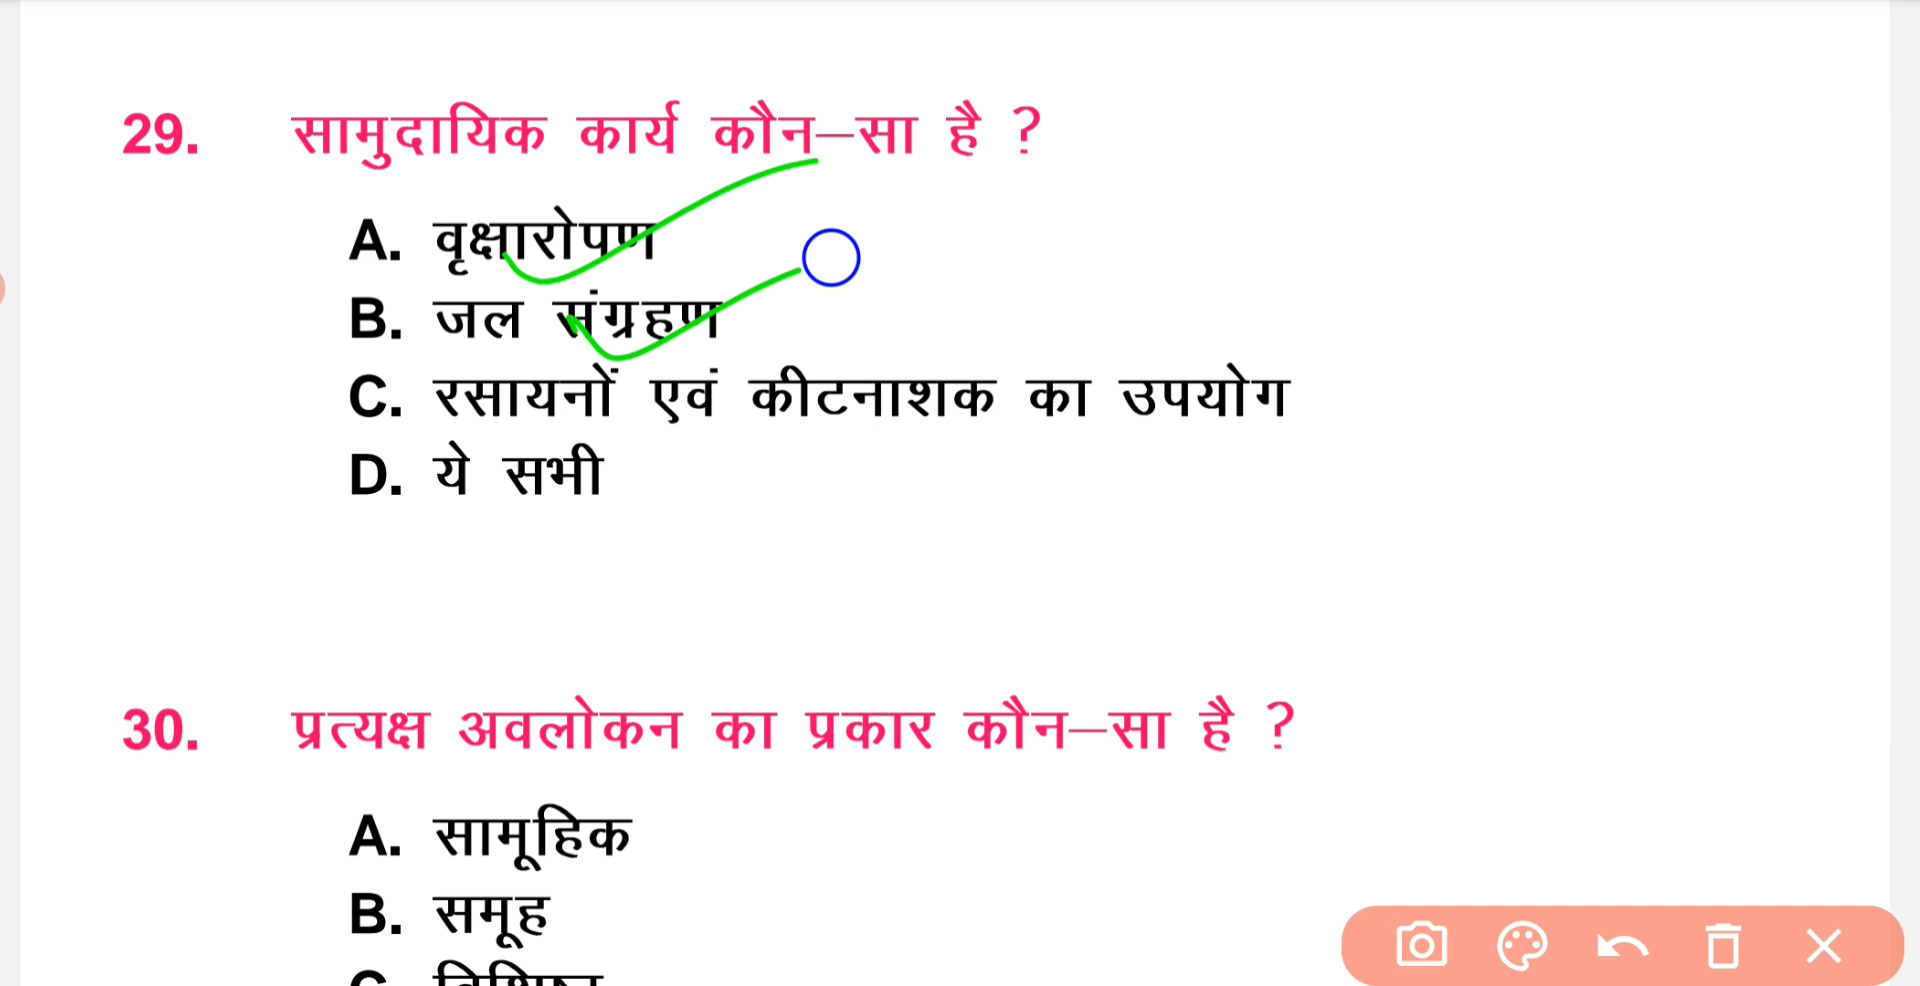 29. सामुदायिक कार्य कौन–सा है ?
A. वृक्षारोपण
B. जल संग्रहण
C. रसायनों एवं कीटनाशक का उपयोग
D. ये सभी
30. प्रत्यक्ष अवलोकन का प्रकार कौन–सा है ?
A. सामूहिक
B. समूह
C.